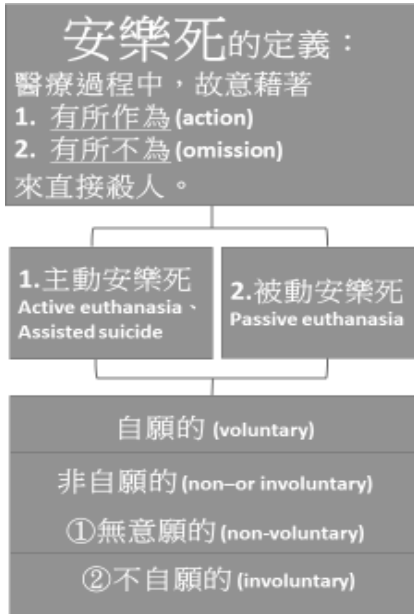 安樂死的定義：
醫療過程中，故意藉著
1. 有所作為(action)
2. 有所不為(omission)
來直接殺人。
1.主動安樂死
Active euthanasia、
Assisted suicide
2.被動安樂死
Passive euthanasia
自願的(voluntary)
非自願的(non–or involuntary)
①無意願的(non-voluntary)
②不自願的(involuntary)